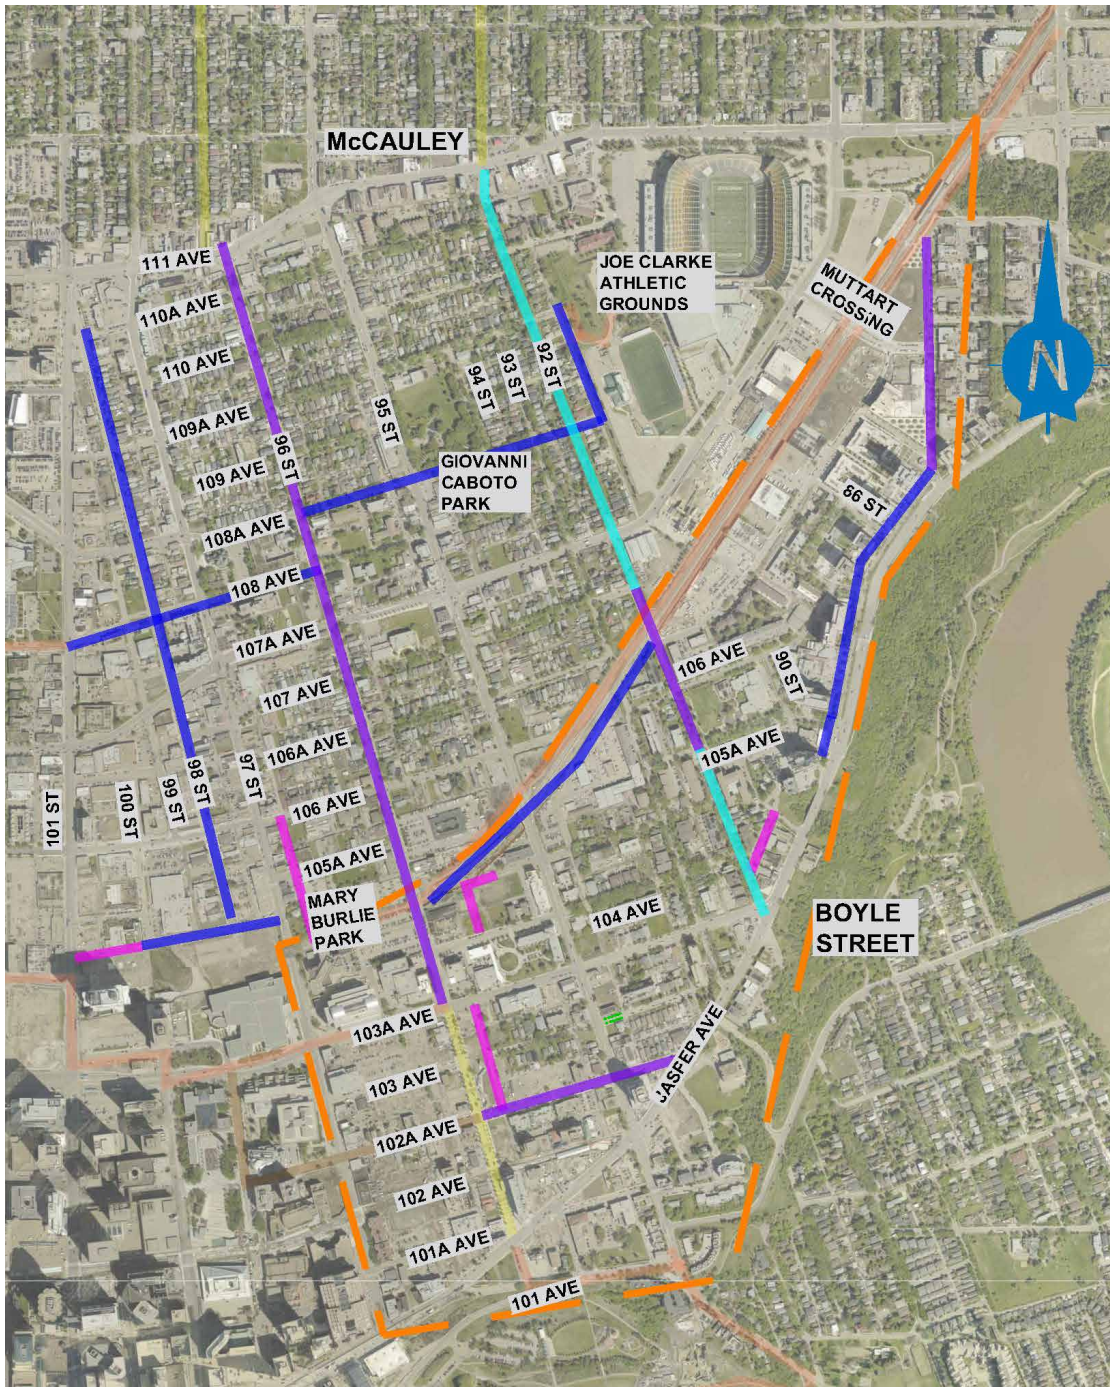 McCAULEY
111 AVE
JOE CLARKE
ATHLETIC
GROUNDS
MUTTART
CROSSiNG
110A AVE
N
110 AVE
92 ST
93 ST
94 ST
95 ST
109A AVE
96 ST
109 AVE
GIOVANNI
CABOTO
PARK
86 ST
108A AVE
108 AVE
107A AVE
106 AVE
90 ST
107 AVE
105A AVE
106A AVE
97 ST
98 ST
99 ST
100 ST
101 ST
106 AVE
105A AVE
MARY
BURLIE
PARK
104 AVE
BOYLE
STREET
103A AVE
JASFER AVE
103 AVE
102A AVE
102 AVE
101A AVE
101 AVE